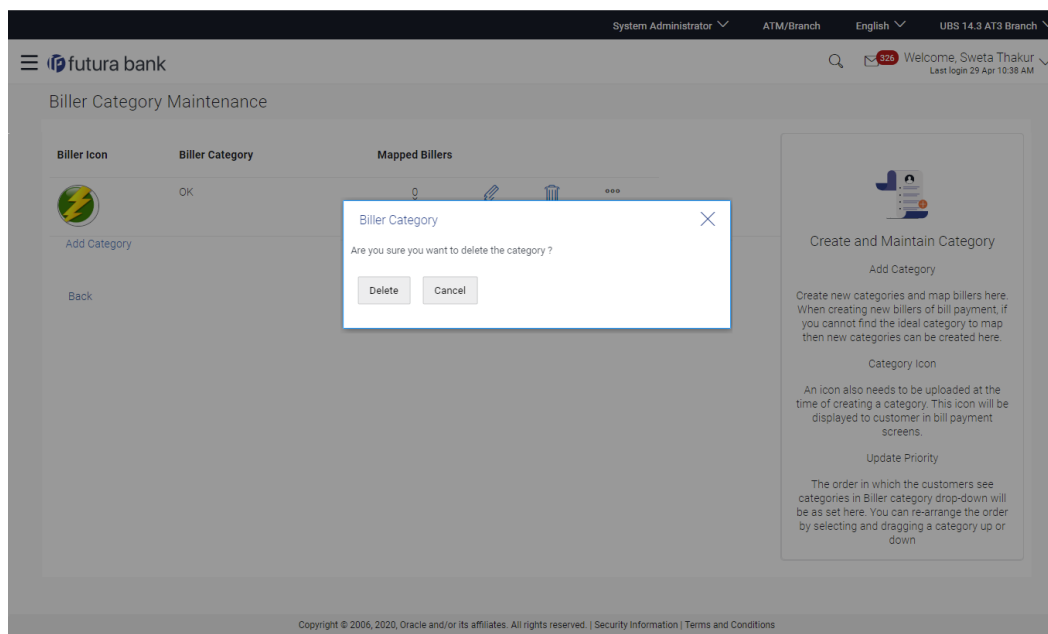 System Administrator ATM/Branch English UBS 14.3 AT3 Branch
futura bank
326 Welcome, Sweta Thakur
Last login 29 Apr 10:38 AM
Biller Category Maintenance
Biller Icon Biller Category Mapped Billers
OK 0
Add Category
Back
Biller Category
Are you sure you want to delete the category ?
Delete Cancel
Create and Maintain Category
Add Category
Create new categories and map billers here.
When creating new billers of bill payment, if
you cannot find the ideal category to map
then new categories can be created here.
Category Icon
An icon also needs to be uploaded at the
time of creating a category. This icon will be
displayed to customer in bill payment
screens.
Update Priority
The order in which the customers see
categories in Biller category drop-down will
be as set here. You can re-arrange the order
by selecting and dragging a category up or
down
Copyright © 2006, 2020, Oracle and/or its affiliates. All rights reserved. | Security Information | Terms and Conditions